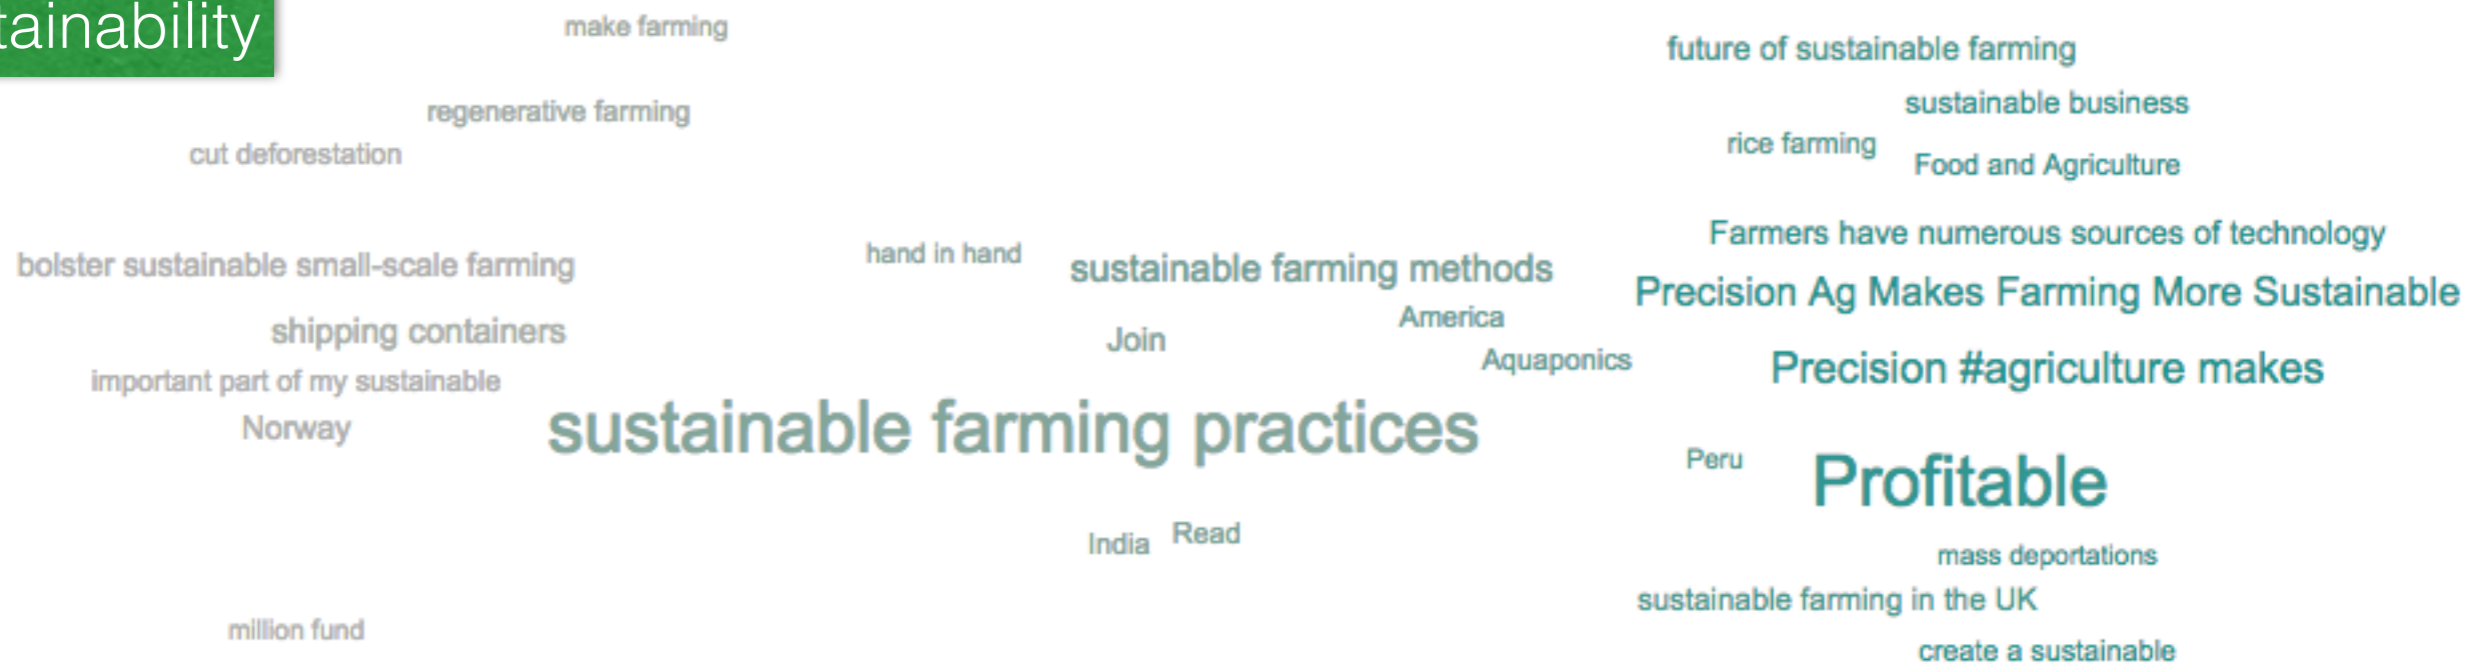 tainability
make farming
future of sustainable farming
regenerative farming
sustainable business
cut deforestation
rice farming
Food and Agriculture
Farmers have numerous sources of technology
bolster sustainable small-scale farming
hand in hand
sustainable farming methods
Precision Ag Makes Farming More Sustainable
shipping containers
America
Join
Aquaponics
important part of my sustainable
Precision #agriculture makes
Norway
sustainable farming practices
Peru
Profitable
India
Read
mass deportations
sustainable farming in the UK
million fund
create a sustainable